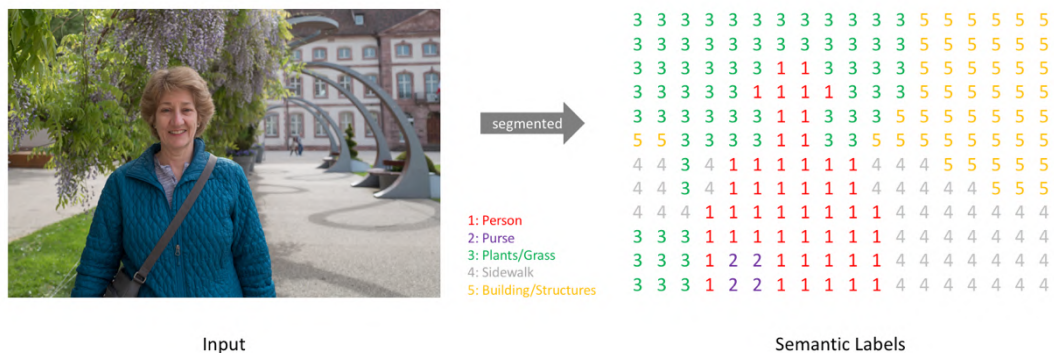 3 3 3 3 3 3 3 3 3 3 3 3 5 5 5 5 5 5
3 3 3 3 3 3 3 3 3 3 3 3 5 5 5 5 5 5
3 3 3 3 3 3 1 1 3 3 3 3 5 5 5 5 5 5
3 3 3 3 3 1 1 1 1 3 3 3 5 5 5 5 5 5
3 3 3 3 3 3 1 1 3 3 3 5 5 5 5 5 5 5
5 5 3 3 3 3 1 1 3 3 5 5 5 5 5 5 5 5
4 4 3 4 1 1 1 1 1 1 4 4 4 5 5 5 5 5
4 4 3 4 1 1 1 1 1 1 4 4 4 4 4 5 5 5
4 4 4 1 1 1 1 1 1 1 1 4 4 4 4 4 4 4
3 3 3 1 1 1 1 1 1 1 1 4 4 4 4 4 4 4
3 3 3 1 2 2 1 1 1 1 1 4 4 4 4 4 4 4
3 3 3 1 2 2 1 1 1 1 1 4 4 4 4 4 4 4
segmented
1: Person
2: Purse
3: Plants/Grass
4: Sidewalk
5: Building/Structures
Input
Semantic Labels